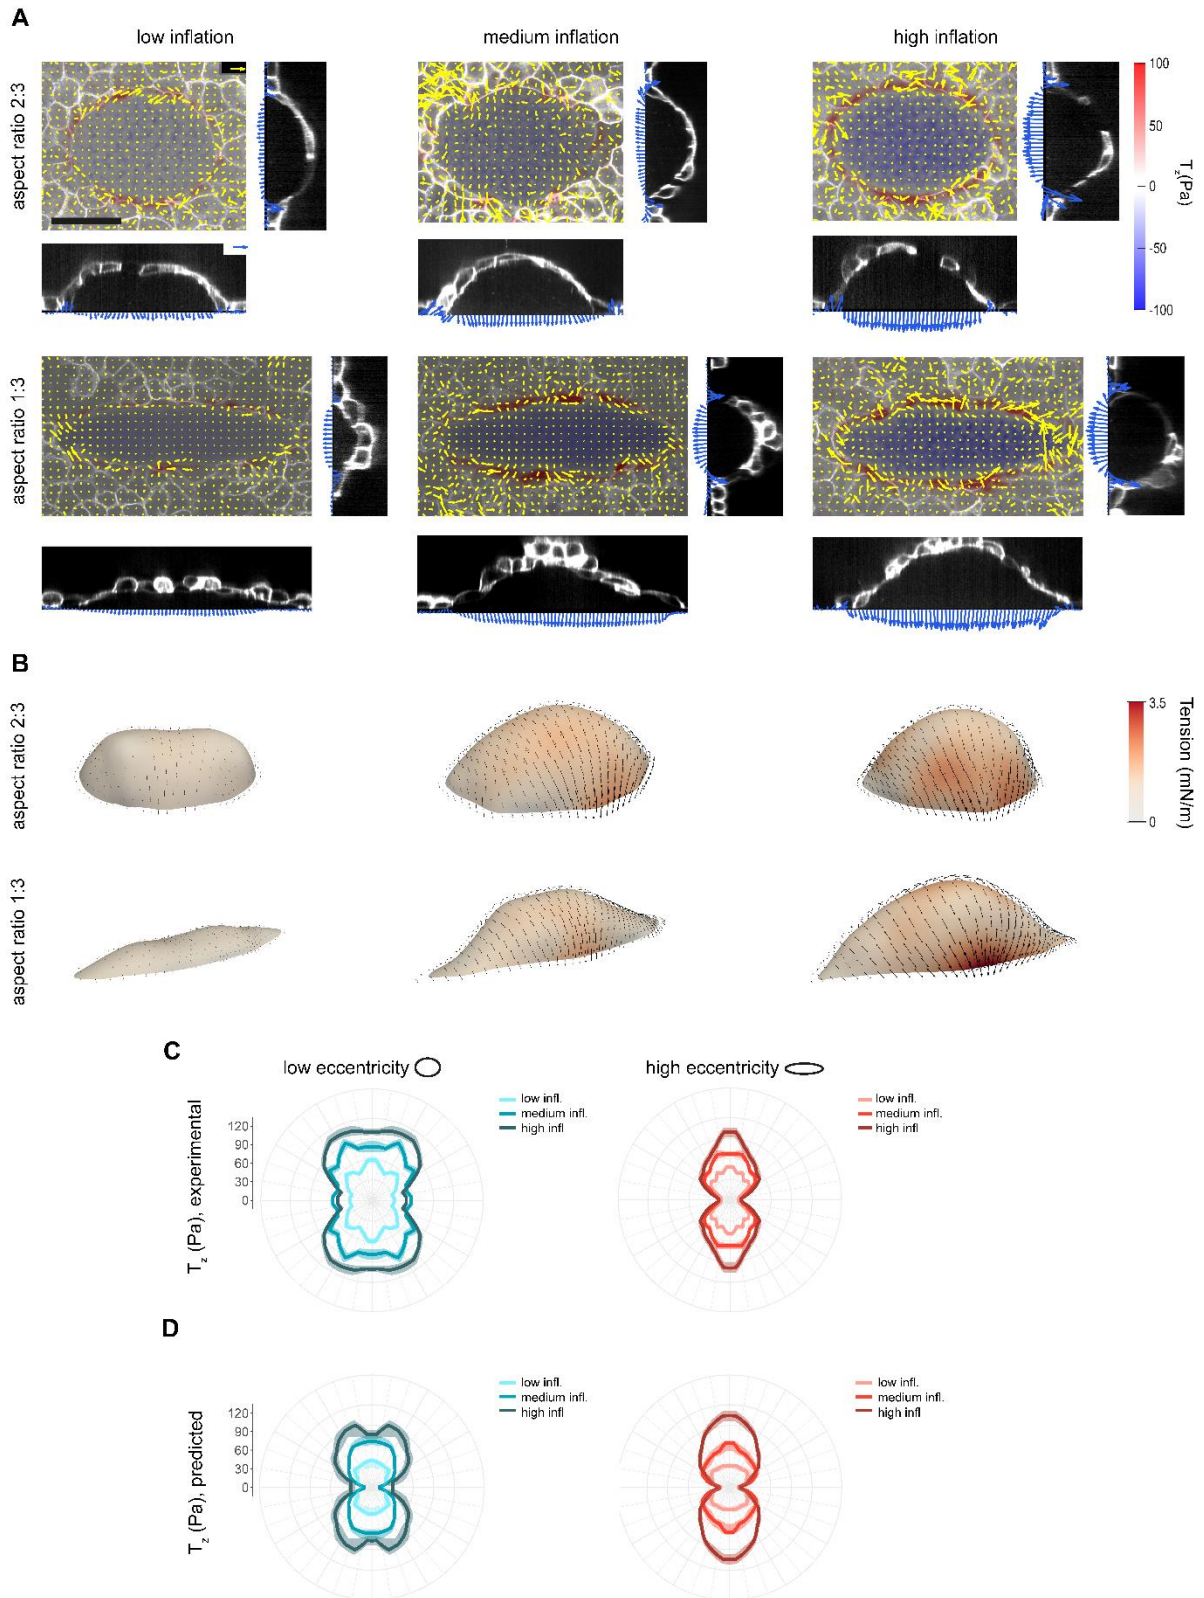 A
low inflation medium inflation high inflation
aspect ratio 2:3
100
50
0
-50
-100
T_z (Pa)
aspect ratio 1:3
B
aspect ratio 2:3
3.5
0
Tension (mN/m)
aspect ratio 1:3
C
low eccentricity high eccentricity
T_z (Pa), experimental
120
90
60
30
0
low infl.
medium infl.
high infl
low infl.
medium infl.
high infl
D
T_z (Pa), predicted
120
90
60
30
0
low infl.
medium infl.
high infl
low infl.
medium infl.
high infl